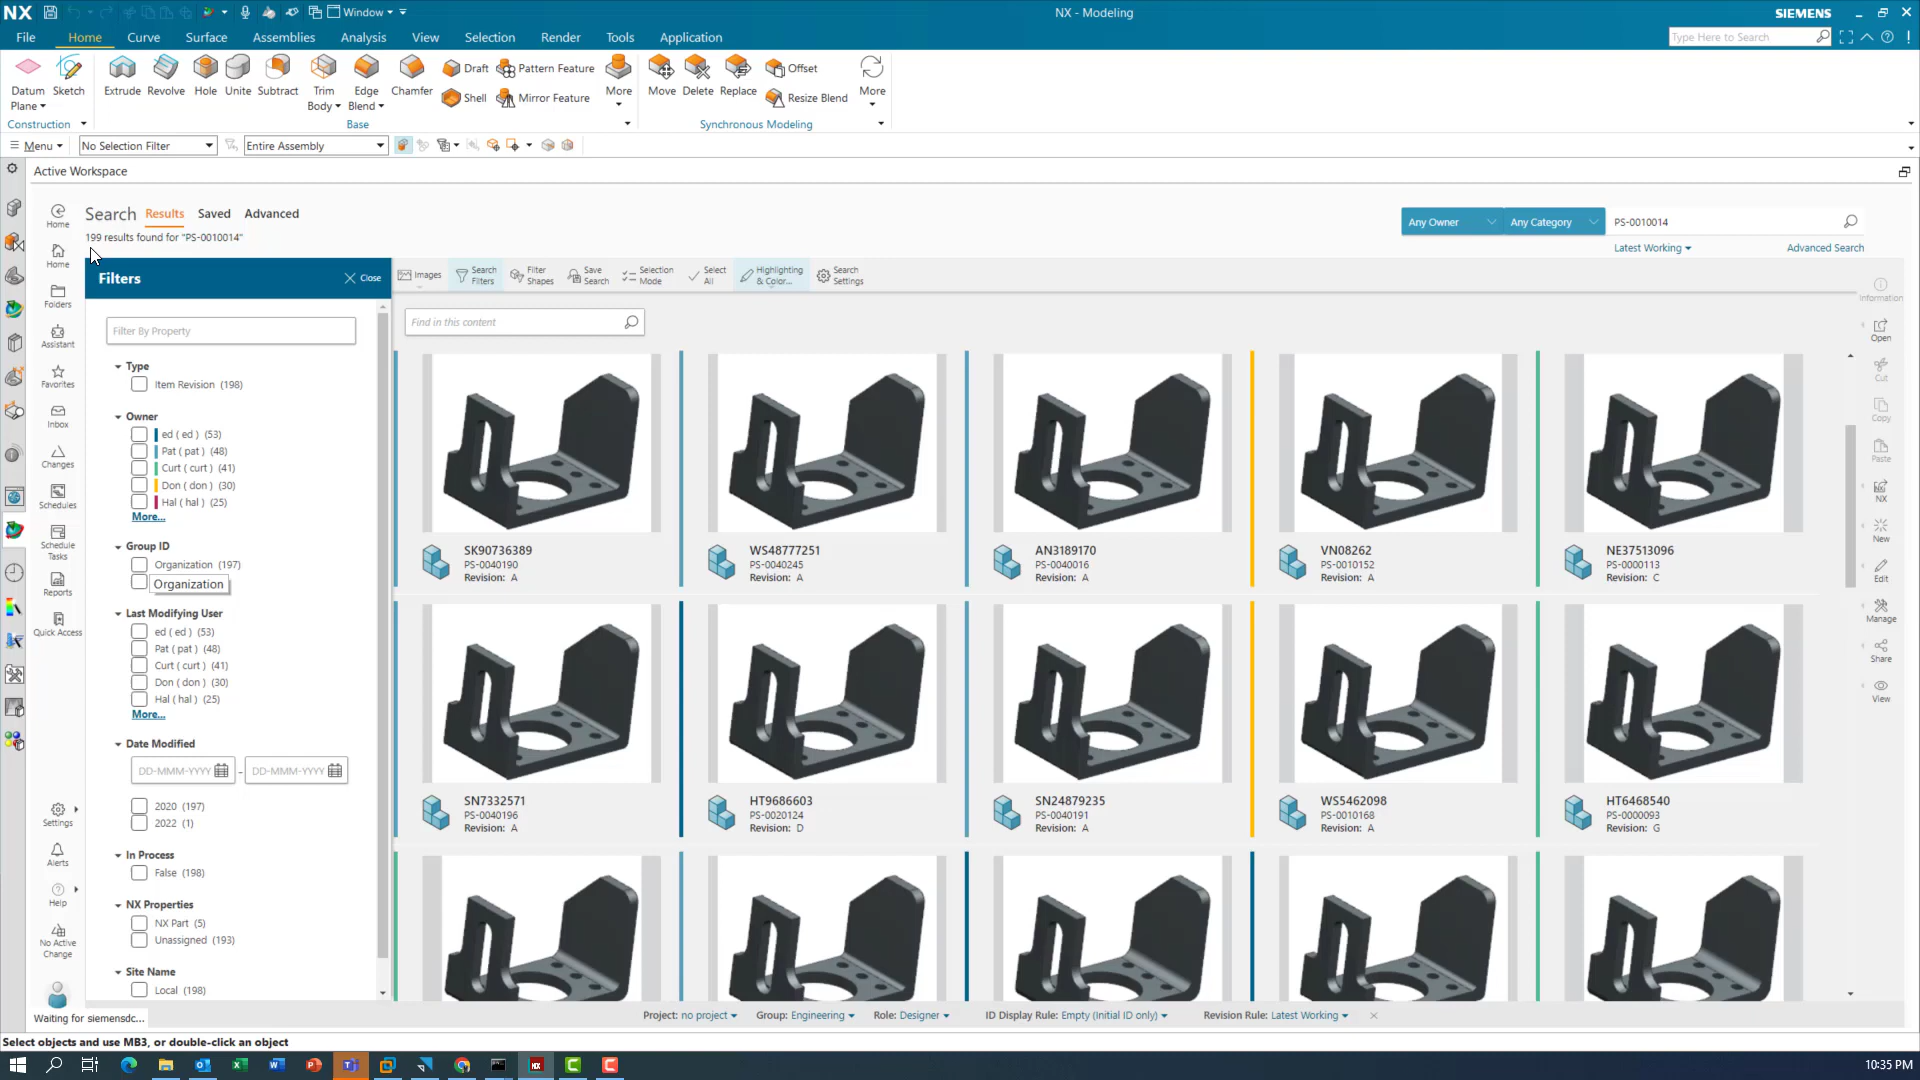 NX
Window
NX - Modeling
SIEMENS
File Home Curve Surface Assemblies Analysis View Selection Render Tools Application
Type Here to Search
Datum Plane
Sketch
Extrude
Revolve
Hole
Unite
Subtract
Trim Body
Edge Blend
Chamfer
Draft
Shell
Pattern Feature
Mirror Feature
More
Move
Delete
Replace
Offset
Resize Blend
More
Construction
Base
Synchronous Modeling
Menu
No Selection Filter
Entire Assembly
Active Workspace
Home
Home
Folders
Assistant
Favorites
Inbox
Changes
Schedules
Schedule Tasks
Reports
Quick Access
Settings
Alerts
Help
No Active Change
Search Results Saved Advanced
199 results found for "PS-0010014"
Any Owner
Any Category
PS-0010014
Latest Working
Advanced Search
Filters
Close
Images
Search Filters
Filter Shapes
Save Search
Selection Mode
Select All
Highlighting & Color...
Search Settings
Filter By Property
Find in this content
Type
Item Revision (198)
Owner
ed ( ed ) (53)
Pat ( pat ) (48)
Curt ( curt ) (41)
Don ( don ) (30)
Hal ( hal ) (25)
More...
Group ID
Organization (197)
Organization
Last Modifying User
ed ( ed ) (53)
Pat ( pat ) (48)
Curt ( curt ) (41)
Don ( don ) (30)
Hal ( hal ) (25)
More...
Date Modified
DD-MMM-YYYY - DD-MMM-YYYY
2020 (197)
2022 (1)
In Process
False (198)
NX Properties
NX Part (5)
Unassigned (193)
Site Name
Local (198)
SK90736389
PS-0040190
Revision: A
WS48777251
PS-0040245
Revision: A
AN3189170
PS-0040016
Revision: A
VN08262
PS-0010152
Revision: A
NE37513096
PS-0000113
Revision: C
SN7332571
PS-0040196
Revision: A
HT9686603
PS-0020124
Revision: D
SN24879235
PS-0040191
Revision: A
WS5462098
PS-0010168
Revision: A
HT6468540
PS-0000093
Revision: G
Information
Open
Cut
Copy
Paste
NX
New
Edit
Manage
Share
View
Waiting for siemensdc...
Project: no project
Group: Engineering
Role: Designer
ID Display Rule: Empty (Initial ID only)
Revision Rule: Latest Working
Select objects and use MB3, or double-click an object
10:35 PM